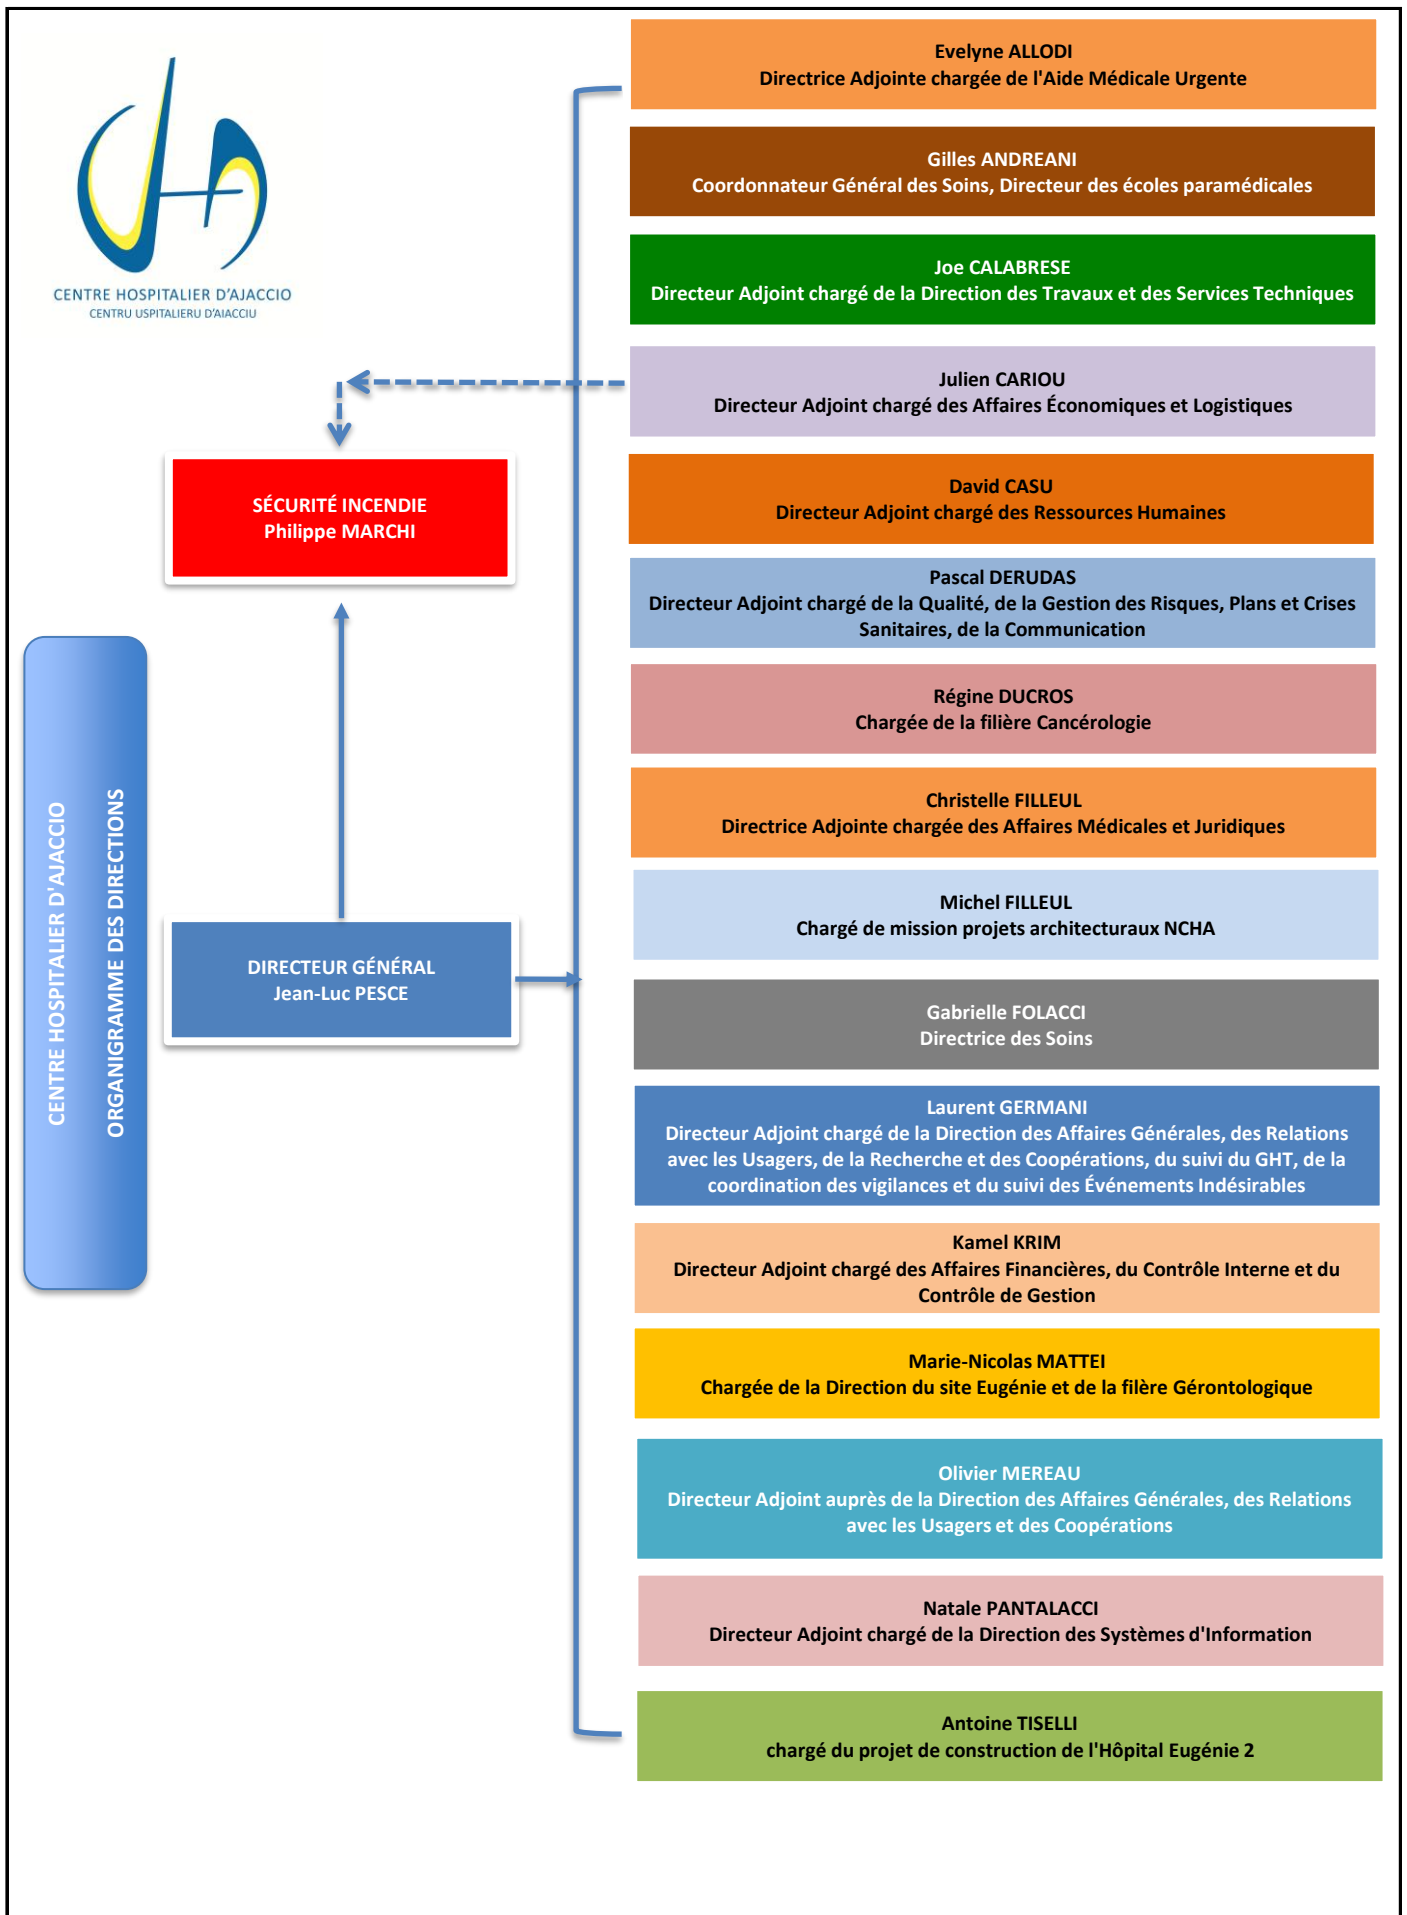 CENTRE HOSPITALIER D'AJACCIO
CENTRU USPITALIERU D'AIACCIU
SÉCURITÉ INCENDIE
Philippe MARCHI
CENTRE HOSPITALIER D'AJACCIO
ORGANIGRAMME DES DIRECTIONS
DIRECTEUR GÉNÉRAL
Jean-Luc PESCE
Evelyne ALLODI
Directrice Adjointe chargée de l'Aide Médicale Urgente
Gilles ANDREANI
Coordonnateur Général des Soins, Directeur des écoles paramédicales
Joe CALABRESE
Directeur Adjoint chargé de la Direction des Travaux et des Services Techniques
Julien CARIOU
Directeur Adjoint chargé des Affaires Économiques et Logistiques
David CASU
Directeur Adjoint chargé des Ressources Humaines
Pascal DERUDAS
Directeur Adjoint chargé de la Qualité, de la Gestion des Risques, Plans et Crises
Sanitaires, de la Communication
Régine DUCROS
Chargée de la filière Cancérologie
Christelle FILLEUL
Directrice Adjointe chargée des Affaires Médicales et Juridiques
Michel FILLEUL
Chargé de mission projets architecturaux NCHA
Gabrielle FOLACCI
Directrice des Soins
Laurent GERMANI
Directeur Adjoint chargé de la Direction des Affaires Générales, des Relations
avec les Usagers, de la Recherche et des Coopérations, du suivi du GHT, de la
coordination des vigilances et du suivi des Événements Indésirables
Kamel KRIM
Directeur Adjoint chargé des Affaires Financières, du Contrôle Interne et du
Contrôle de Gestion
Marie-Nicolas MATTEI
Chargée de la Direction du site Eugénie et de la filère Gérontologique
Olivier MEREAU
Directeur Adjoint auprès de la Direction des Affaires Générales, des Relations
avec les Usagers et des Coopérations
Natale PANTALACCI
Directeur Adjoint chargé de la Direction des Systèmes d'Information
Antoine TISELLI
chargé du projet de construction de l'Hôpital Eugénie 2